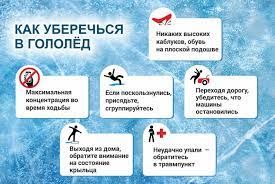 КАК УБЕРЕЧЬСЯ
В ГОЛОЛЁД
Никаких высоких
каблуков, обувь
на плоской подошве
Максимальная
концентрация во
время ходьбы
Если поскользнулись,
присядьте,
сгруппируйтесь
Переходя дорогу,
убедитесь, что
машины
остановились
Выходя из дома,
обратите внимание
на состояние
крыльца
Неудачно упали –
обратитесь
в травмпункт